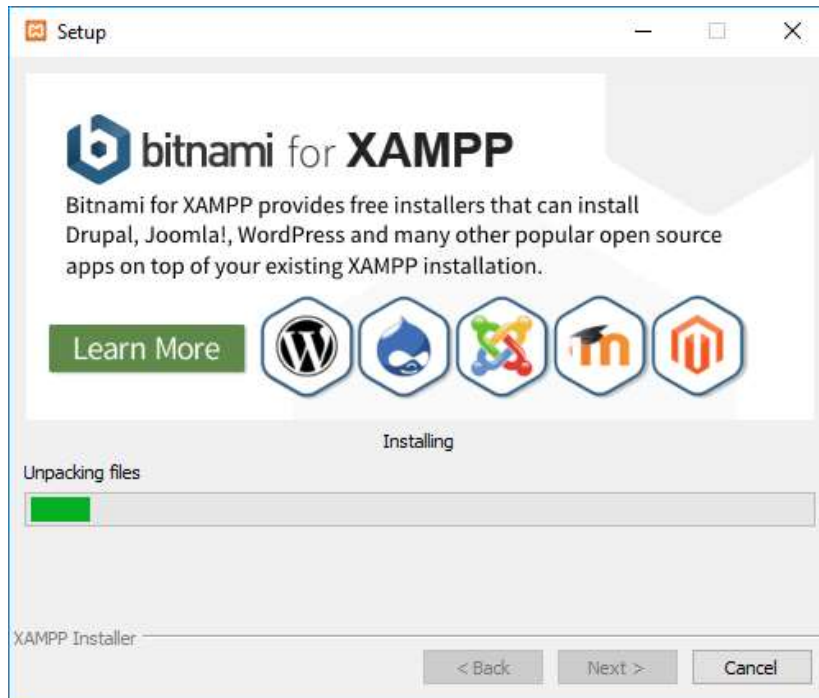 Setup
bitnami for XAMPP
Bitnami for XAMPP provides free installers that can install
Drupal, Joomla!, WordPress and many other popular open source
apps on top of your existing XAMPP installation.
Learn More
Installing
Unpacking files
XAMPP Installer
< Back Next > Cancel